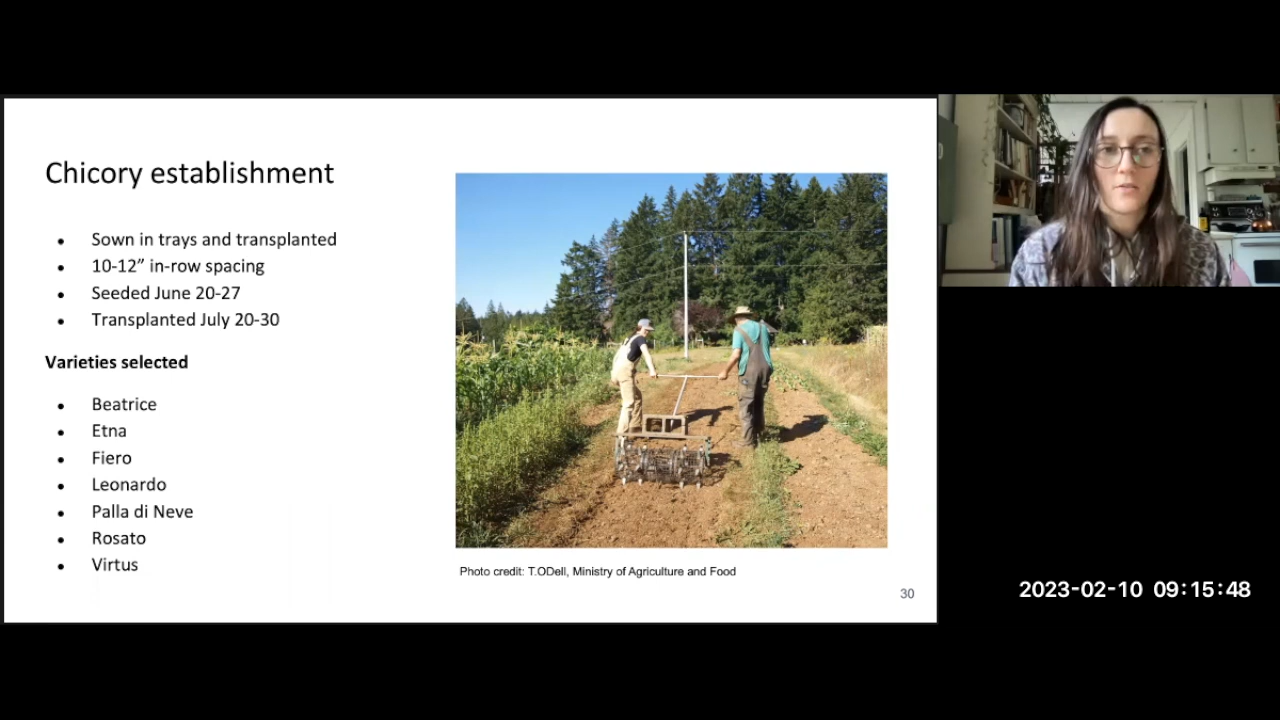 Chicory establishment
● Sown in trays and transplanted
● 10-12” in-row spacing
● Seeded June 20-27
● Transplanted July 20-30
Varieties selected
● Beatrice
● Etna
● Fiero
● Leonardo
● Palla di Neve
● Rosato
● Virtus
Photo credit: T.ODell, Ministry of Agriculture and Food
30
2023-02-10 09:15:48